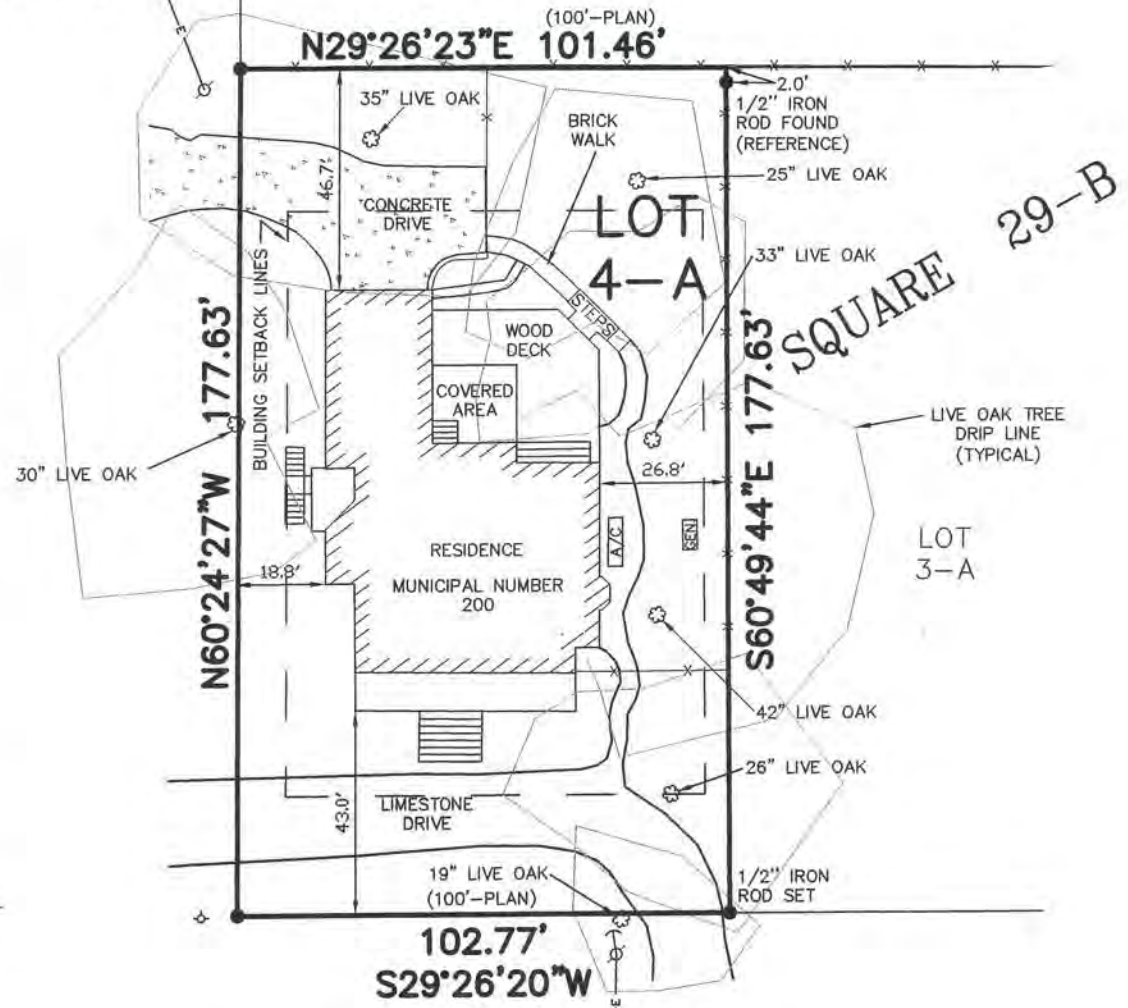 (100'-PLAN)
N29°26'23"E 101.46'
2.0'
1/2" IRON
ROD FOUND
(REFERENCE)
35" LIVE OAK
BRICK
WALK
25" LIVE OAK
46.7'
CONCRETE
DRIVE
LOT
4-A
SQUARE 29-B
33" LIVE OAK
STEPS
BUILDING SETBACK LINES
WOOD
DECK
COVERED
AREA
N60°24'27"W 177.63'
S60°49'44"E 177.63'
LIVE OAK TREE
DRIP LINE
(TYPICAL)
30" LIVE OAK
26.8'
A/C
GEN
LOT
3-A
RESIDENCE
MUNICIPAL NUMBER
200
18.8'
42" LIVE OAK
26" LIVE OAK
LIMESTONE
DRIVE
43.0'
19" LIVE OAK
(100'-PLAN)
1/2" IRON
ROD SET
102.77'
S29°26'20"W
E
E